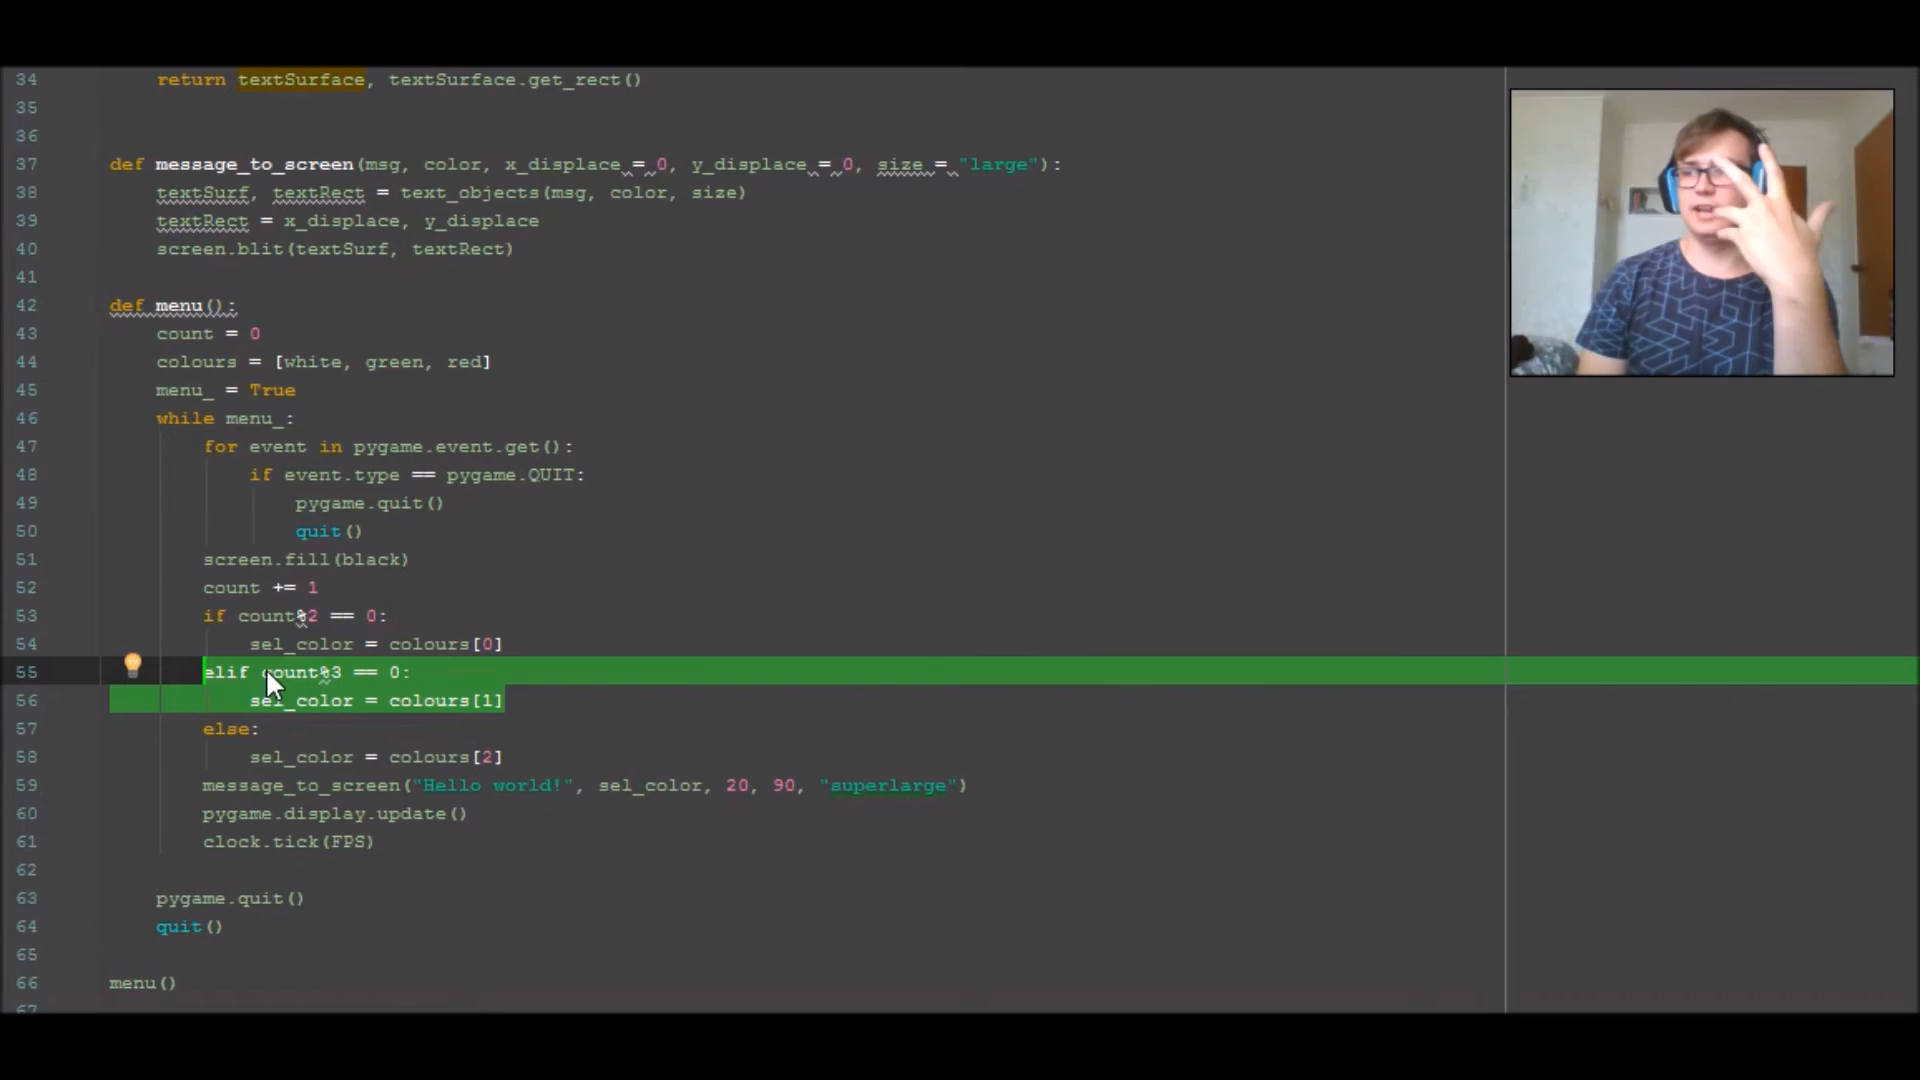 34 return textSurface, textSurface.get_rect()
35
36
37 def message_to_screen(msg, color, x_displace = 0, y_displace = 0, size = "large"):
38 textSurf, textRect = text_objects(msg, color, size)
39 textRect = x_displace, y_displace
40 screen.blit(textSurf, textRect)
41
42 def menu():
43 count = 0
44 colours = [white, green, red]
45 menu_ = True
46 while menu_:
47 for event in pygame.event.get():
48 if event.type == pygame.QUIT:
49 pygame.quit()
50 quit()
51 screen.fill(black)
52 count += 1
53 if count%2 == 0:
54 sel_color = colours[0]
55 elif count%3 == 0:
56 sel_color = colours[1]
57 else:
58 sel_color = colours[2]
59 message_to_screen("Hello world!", sel_color, 20, 90, "superlarge")
60 pygame.display.update()
61 clock.tick(FPS)
62
63 pygame.quit()
64 quit()
65
66 menu()
67